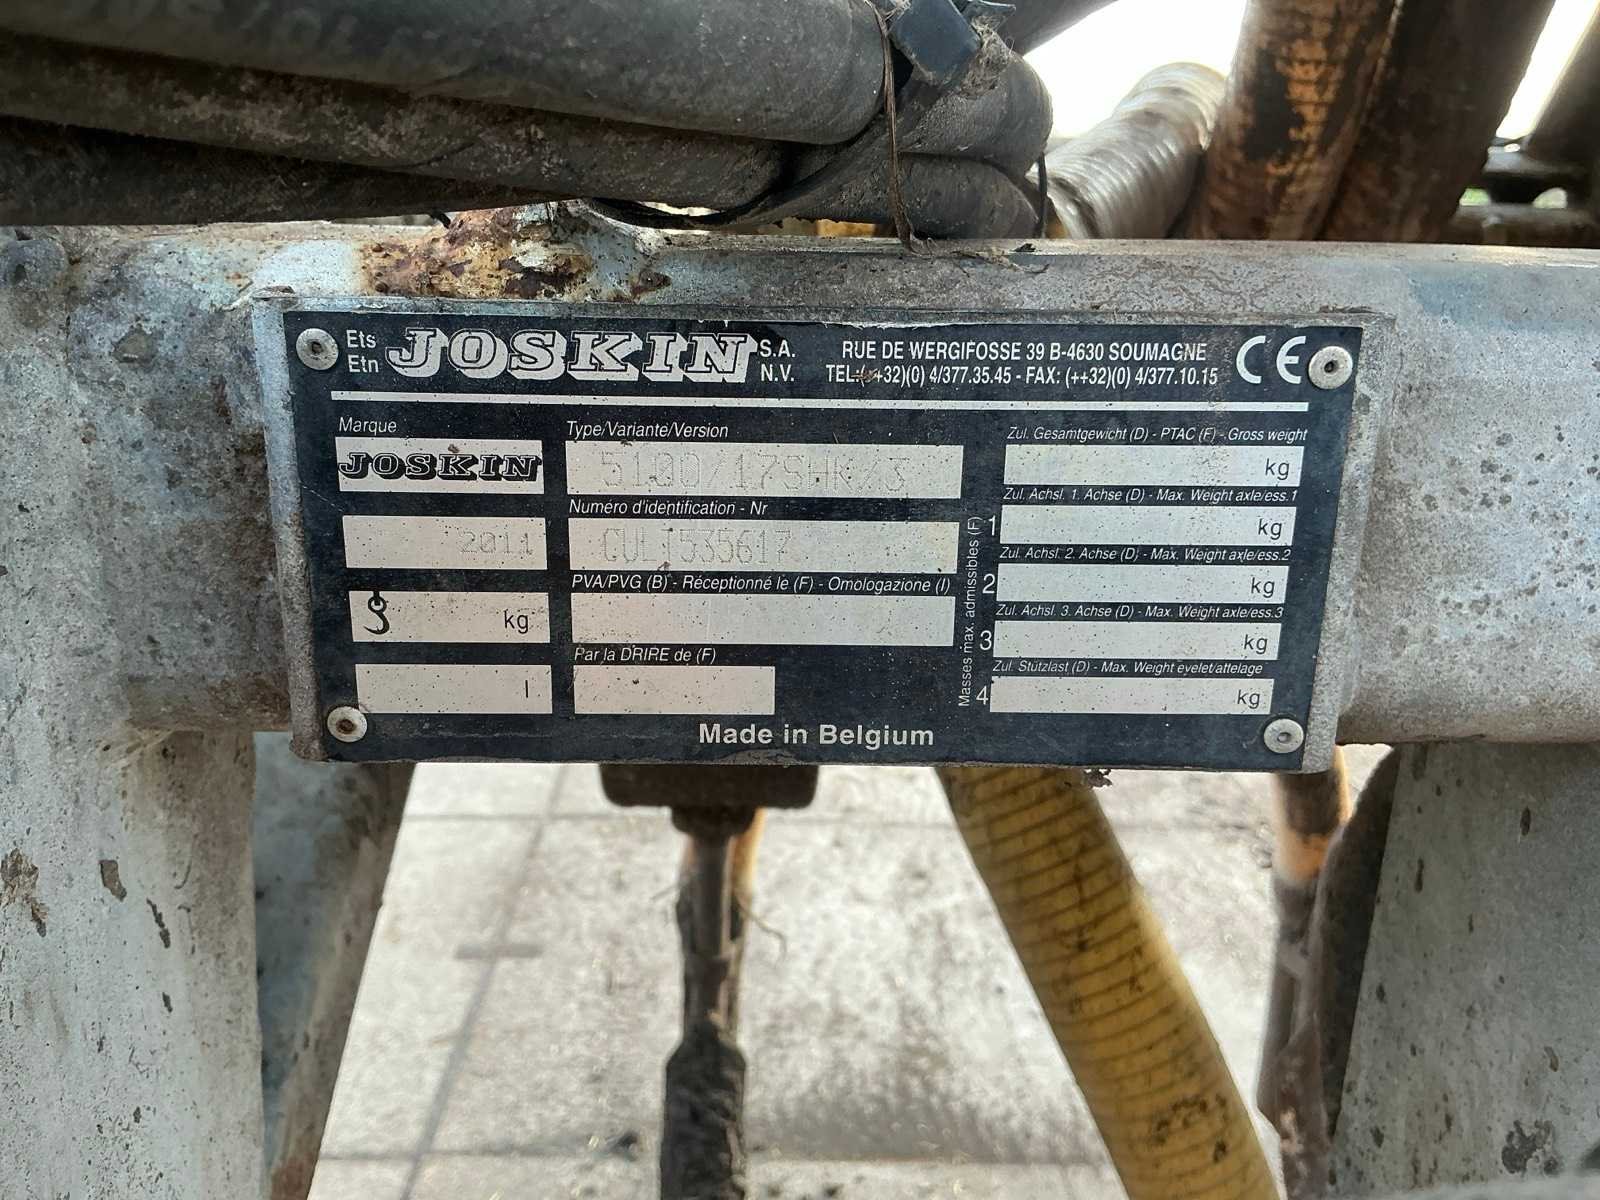 Ets
Etn
JOSKIN
S.A.
N.V.
RUE DE WERGIFOSSE 39 B-4630 SOUMAGNE
TEL:(++32)(0) 4/377.35.45 - FAX: (++32)(0) 4/377.10.15
CE
Marque
JOSKIN
2011
kg
l
Type/Variante/Version
5100/17SHK/3
Numéro d'identification - Nr
CULT535617
PVA/PVG (B) - Réceptionné le (F) - Omologazione (I)
Par la DRIRE de (F)
Masses max. admissibles (F)
Zul. Gesamtgewicht (D) - PTAC (F) - Gross weight
kg
Zul. Achsl. 1. Achse (D) - Max. Weight axle/ess.1
1 kg
Zul. Achsl. 2. Achse (D) - Max. Weight axle/ess.2
2 kg
Zul. Achsl. 3. Achse (D) - Max. Weight axle/ess.3
3 kg
Zul. Stützlast (D) - Max. Weight eyelet/attelage
4 kg
Made in Belgium